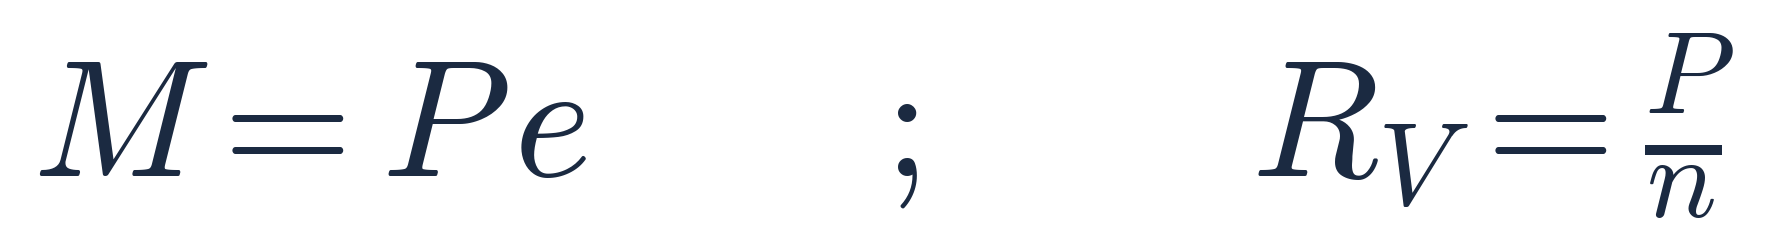 M = Pe ; R_V = P/n